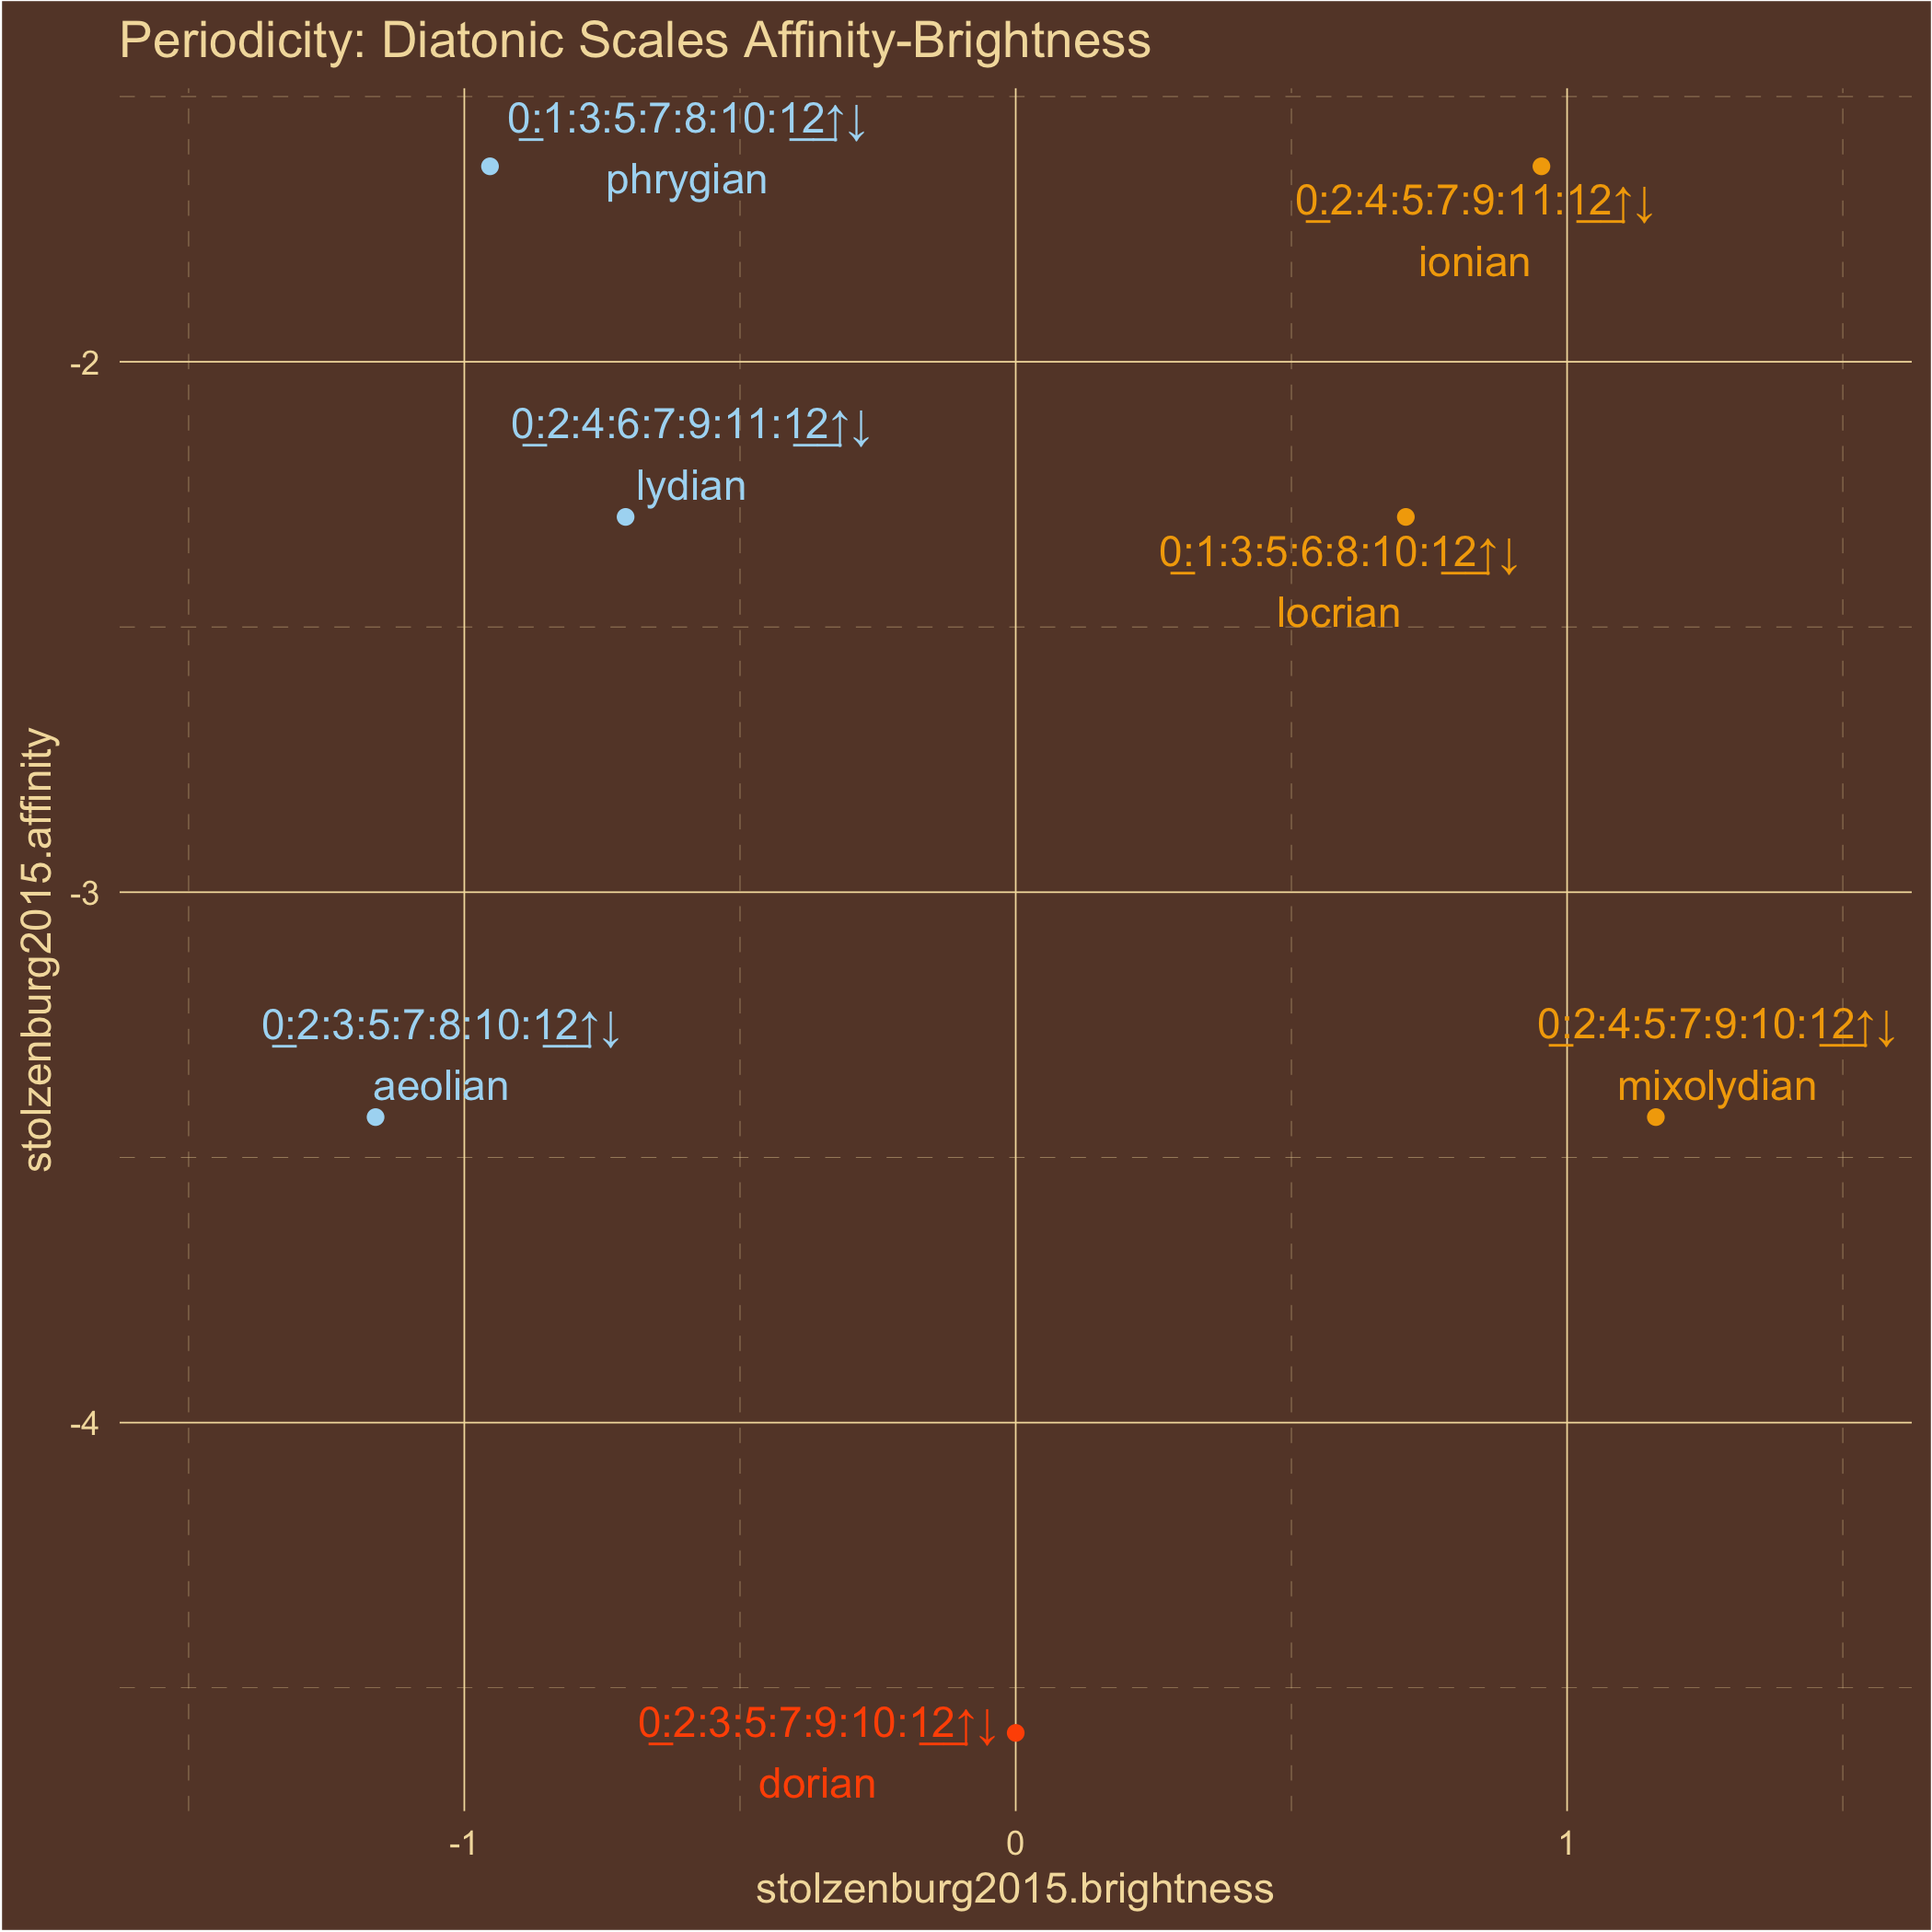 Periodicity: Diatonic Scales Affinity-Brightness
0:1:3:5:7:8:10:12↑↓
phrygian
0:2:4:5:7:9:11:12↑↓
ionian
-2
0:2:4:6:7:9:11:12↑↓
lydian
0:1:3:5:6:8:10:12↑↓
locrian
stolzenburg2015.affinity
-3
0:2:3:5:7:8:10:12↑↓
aeolian
0:2:4:5:7:9:10:12↑↓
mixolydian
-4
0:2:3:5:7:9:10:12↑↓
dorian
-1
0
1
stolzenburg2015.brightness